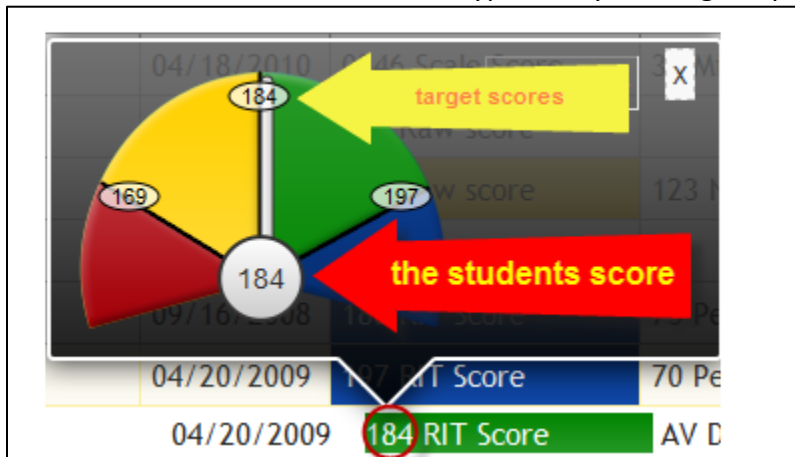 04/18/2010 Scale Score
184
target scores
X
Raw score
169
197
score
123
184
the students score
09/16/2008 RIT Score
04/20/2009 197 RIT Score 70 Pe
04/20/2009 184 RIT Score AV D